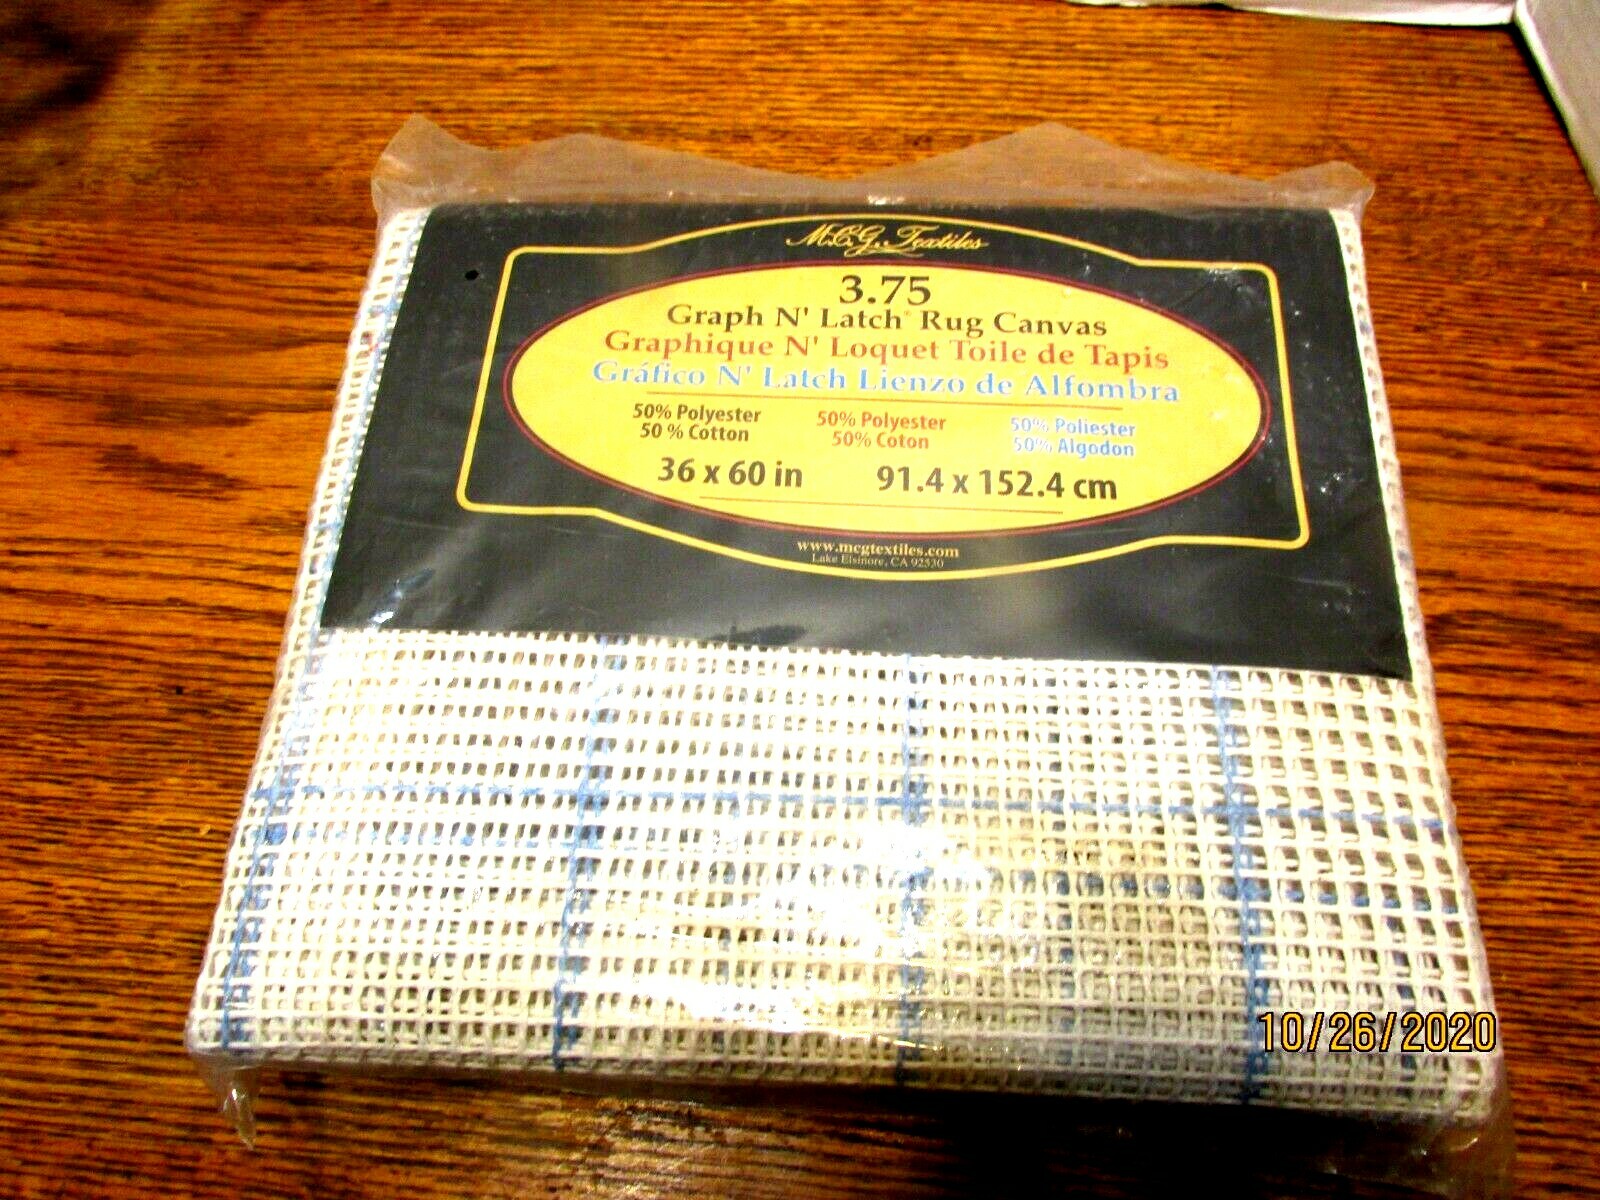 M.C.G. Textiles
3.75
Graph N' Latch® Rug Canvas
Graphique N' Loquet Toile de Tapis
Gráfico N' Latch Lienzo de Alfombra
50% Polyester 50% Polyester 50% Poliester
50 % Cotton 50% Coton 50% Algodon
36 x 60 in 91.4 x 152.4 cm
www.mcgtextiles.com
Lake Elsinore, CA 92530
10/26/2020